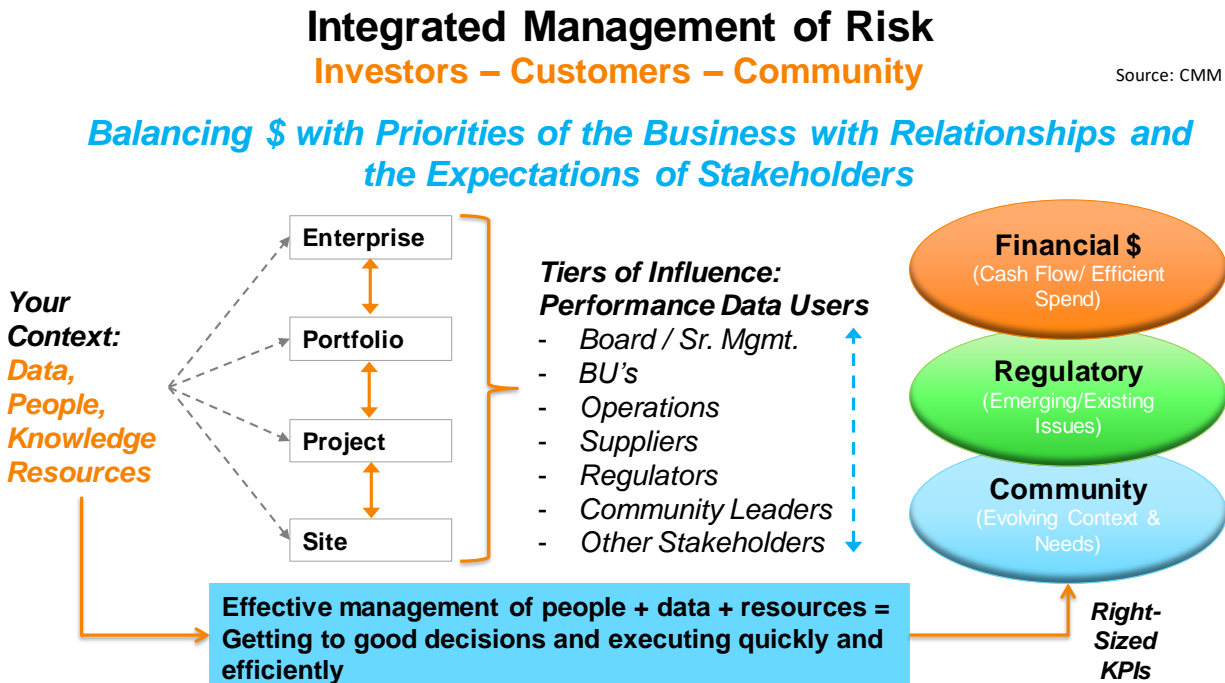 Integrated Management of Risk
Investors – Customers – Community
Source: CMM
Balancing $ with Priorities of the Business with Relationships and
the Expectations of Stakeholders
Your
Context:
Data,
People,
Knowledge
Resources
Enterprise
Portfolio
Project
Site
Tiers of Influence:
Performance Data Users
- Board / Sr. Mgmt.
- BU's
- Operations
- Suppliers
- Regulators
- Community Leaders
- Other Stakeholders
Financial $
(Cash Flow/ Efficient
Spend)
Regulatory
(Emerging/Existing
Issues)
Community
(Evolving Context &
Needs)
Effective management of people + data + resources =
Getting to good decisions and executing quickly and
efficiently
Right-
Sized
KPIs